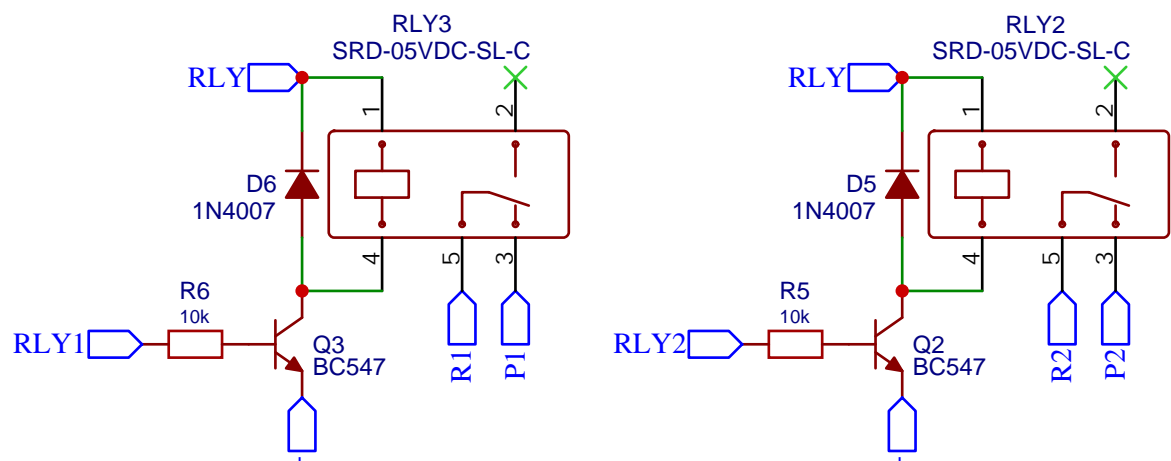 RLY3
SRD-05VDC-SL-C
RLY
1
2
D6
1N4007
4
5
3
R6
10k
RLY1
Q3
BC547
R1
P1
RLY2
SRD-05VDC-SL-C
RLY
1
2
D5
1N4007
4
5
3
R5
10k
RLY2
Q2
BC547
R2
P2